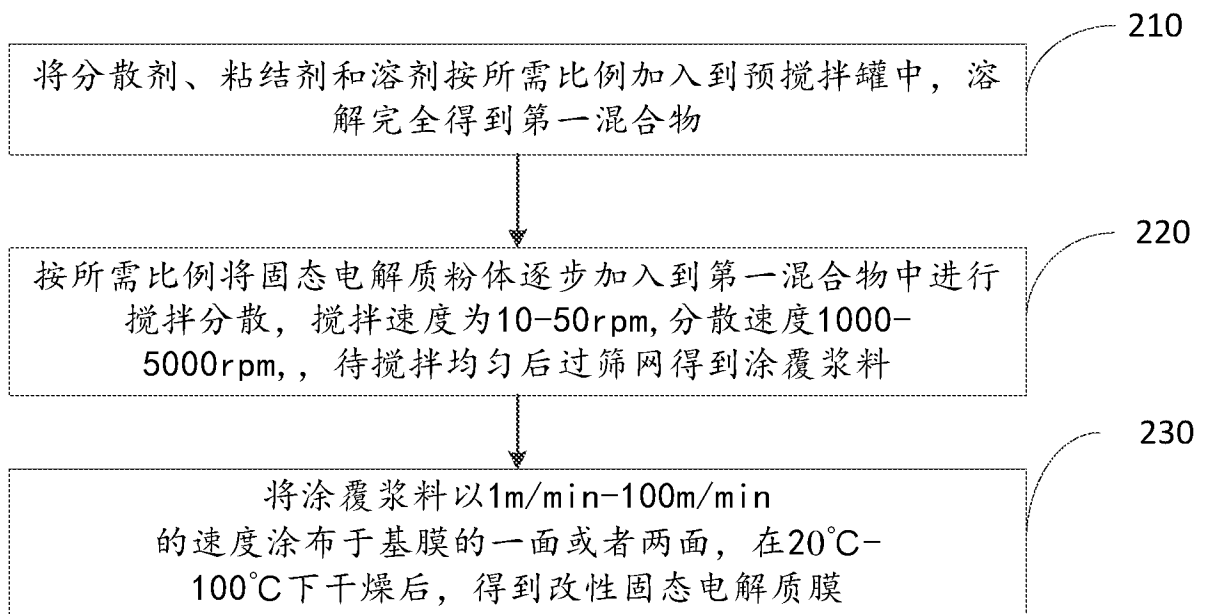 210
将分散剂、粘结剂和溶剂按所需比例加入到预搅拌罐中，溶
解完全得到第一混合物
220
按所需比例将固态电解质粉体逐步加入到第一混合物中进行
搅拌分散，搅拌速度为10-50rpm,分散速度1000-
5000rpm,，待搅拌均匀后过筛网得到涂覆浆料
230
将涂覆浆料以1m/min-100m/min
的速度涂布于基膜的一面或者两面，在20℃-
100℃下干燥后，得到改性固态电解质膜